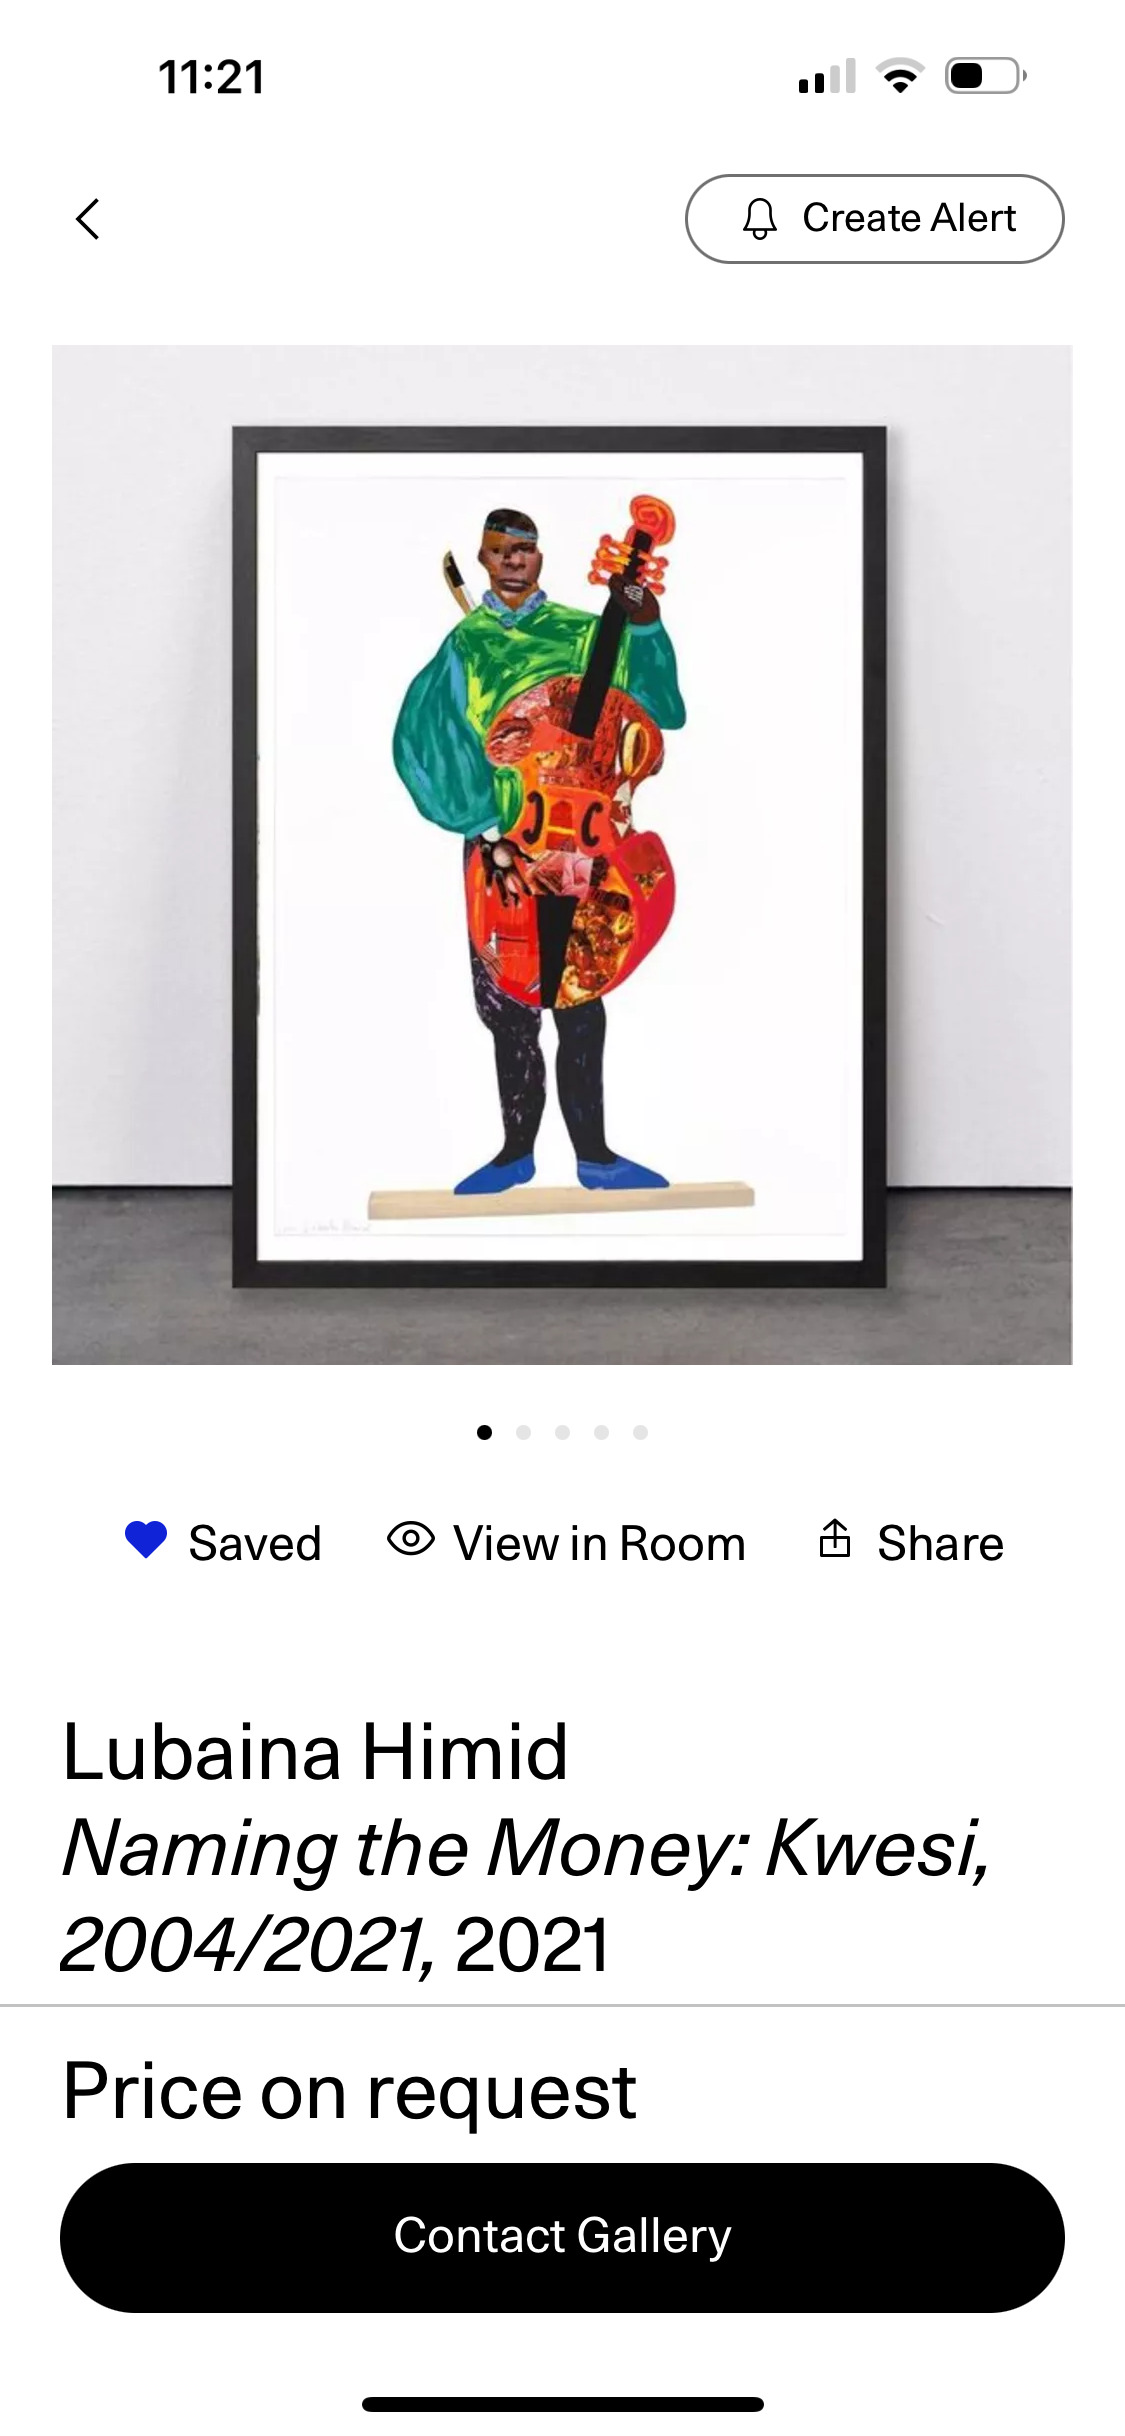 11:21
Create Alert
Saved
View in Room
Share
Lubaina Himid
Naming the Money: Kwesi,
2004/2021, 2021
Price on request
Contact Gallery